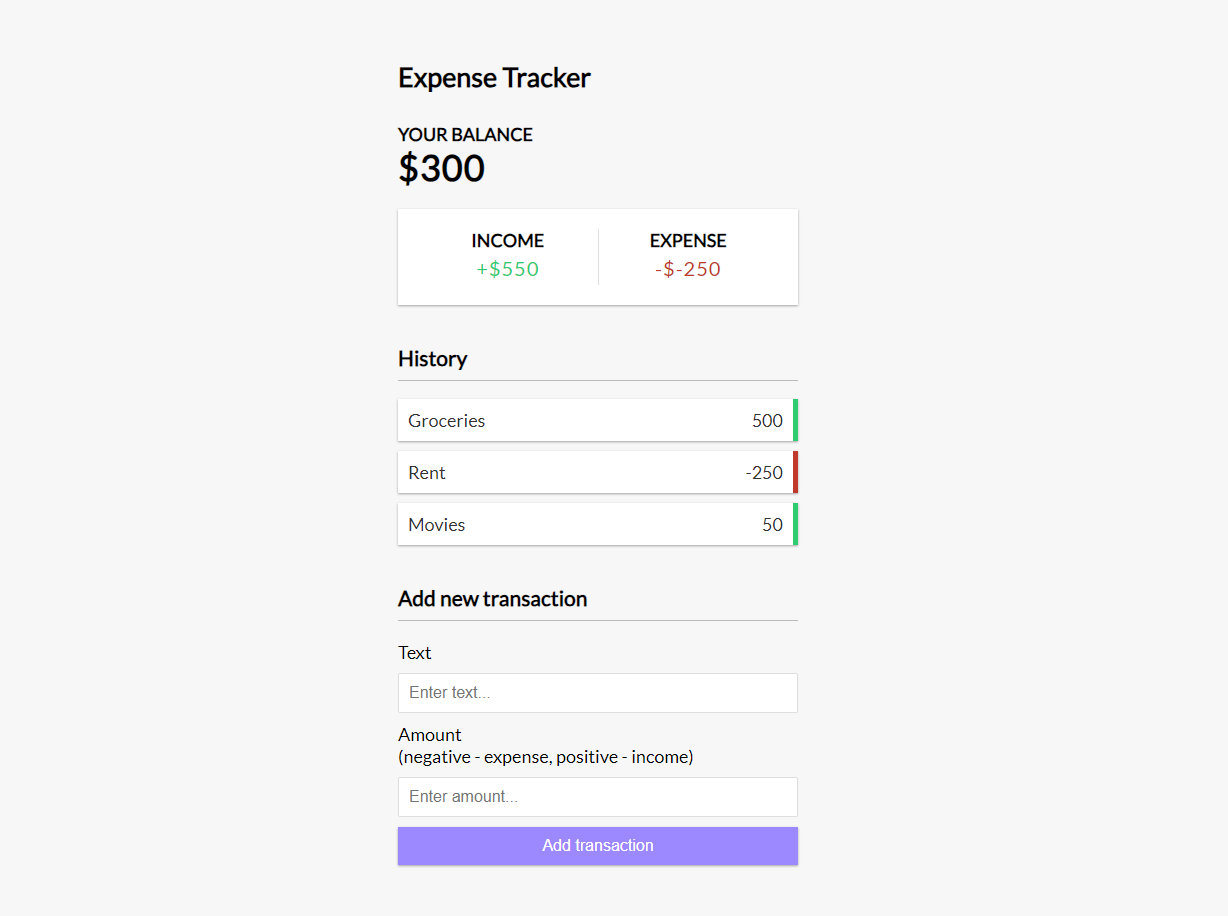 Expense Tracker
YOUR BALANCE
$300
INCOME EXPENSE
+$550 -$-250
History
Groceries 500
Rent -250
Movies 50
Add new transaction
Text
Enter text...
Amount
(negative - expense, positive - income)
Enter amount...
Add transaction